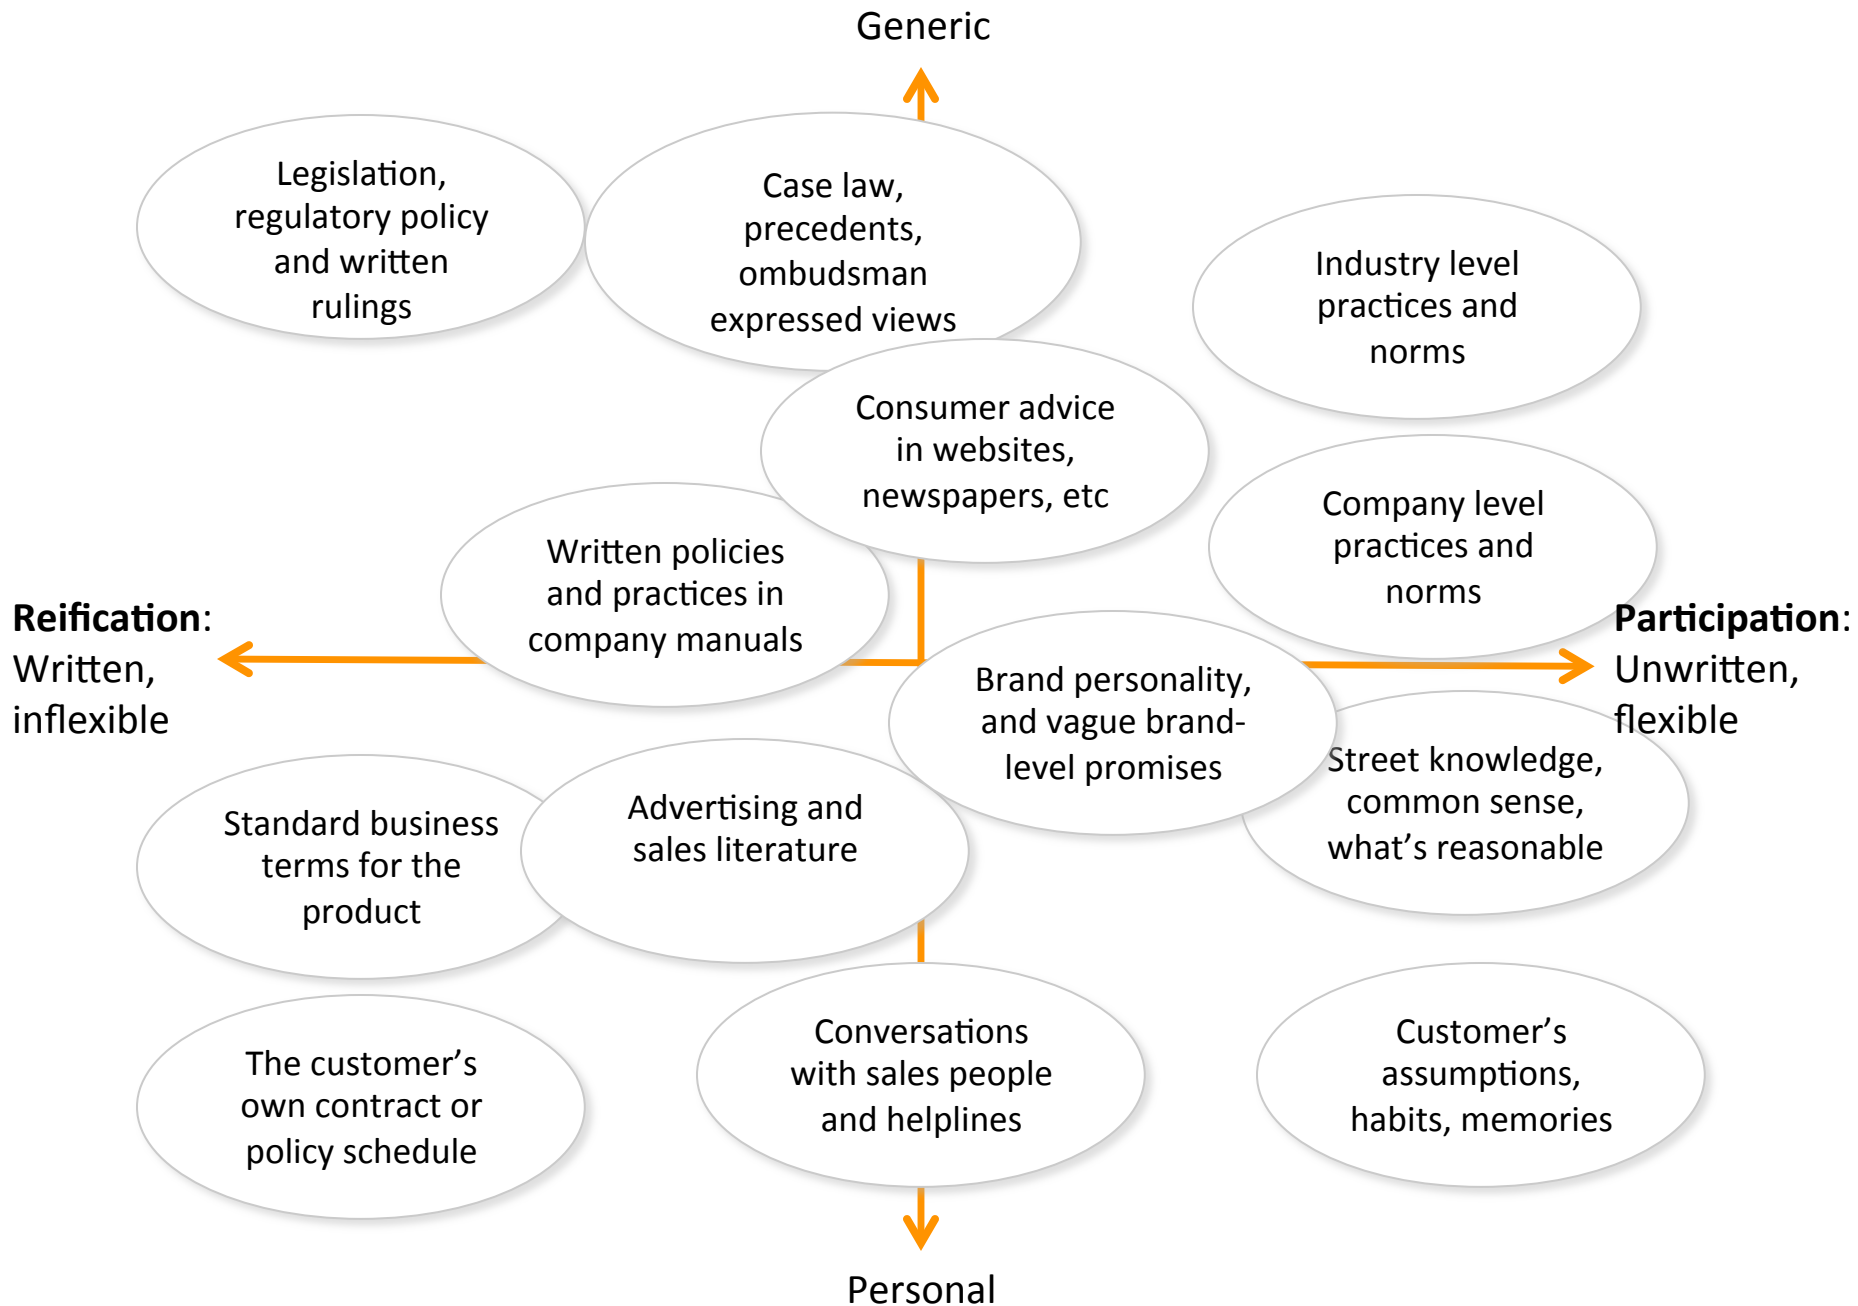 Generic
Legislation,
regulatory policy
and written
rulings
Case law,
precedents,
ombudsman
expressed views
Industry level
practices and
norms
Consumer advice
in websites,
newspapers, etc
Company level
practices and
norms
Written policies
and practices in
company manuals
Reification:
Written,
inflexible
Participation:
Unwritten,
flexible
Brand personality,
and vague brand-
level promises
Street knowledge,
common sense,
what’s reasonable
Standard business
terms for the
product
Advertising and
sales literature
The customer’s
own contract or
policy schedule
Conversations
with sales people
and helplines
Customer’s
assumptions,
habits, memories
Personal